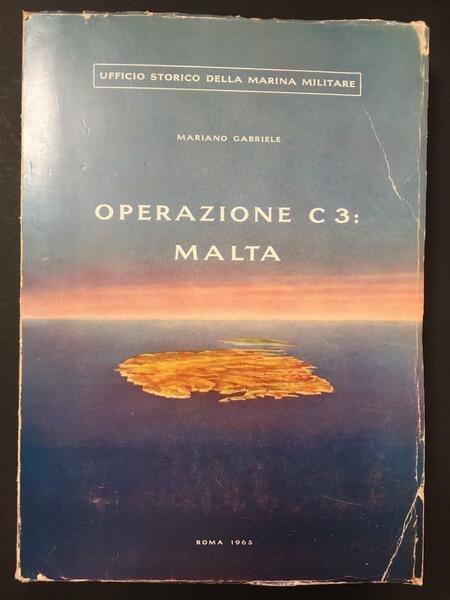 UFFICIO STORICO DELLA MARINA MILITARE
MARIANO GABRIELE
OPERAZIONE C 3:
MALTA
ROMA 1965